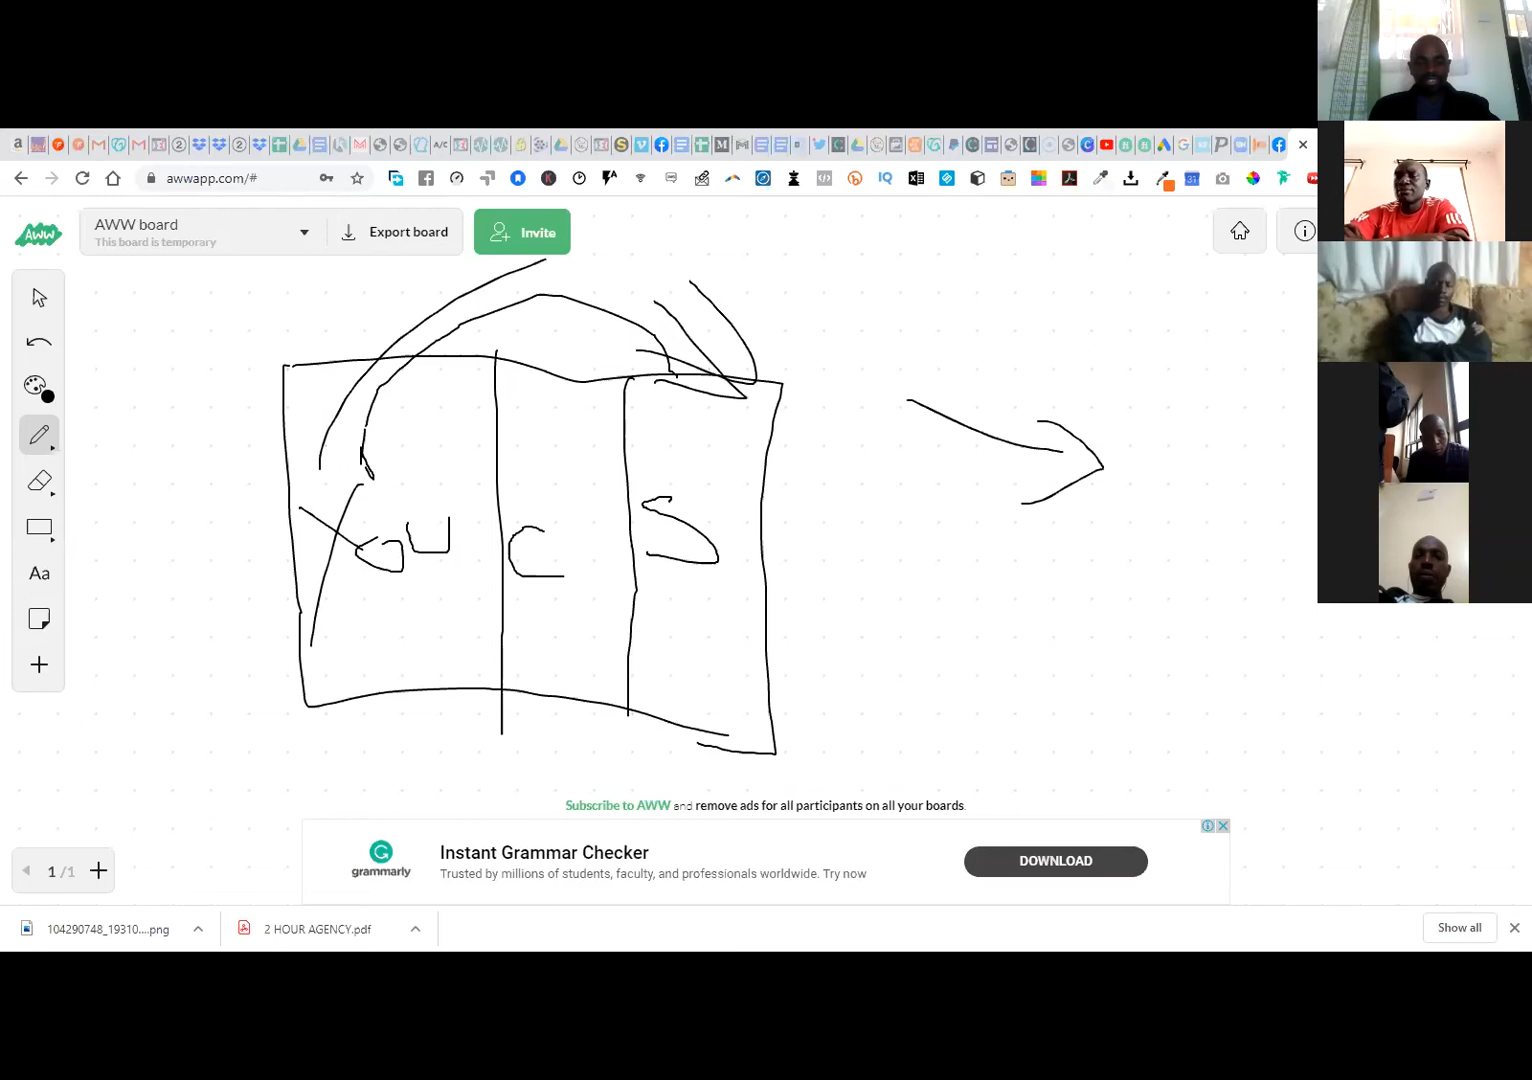 awwapp.com/#
AWW
AWW board
This board is temporary
Export board
Invite
Aa
C
Subscribe to AWW and remove ads for all participants on all your boards.
grammarly
Instant Grammar Checker
Trusted by millions of students, faculty, and professionals worldwide. Try now
DOWNLOAD
1 /1
104290748_19310....png
2 HOUR AGENCY.pdf
Show all